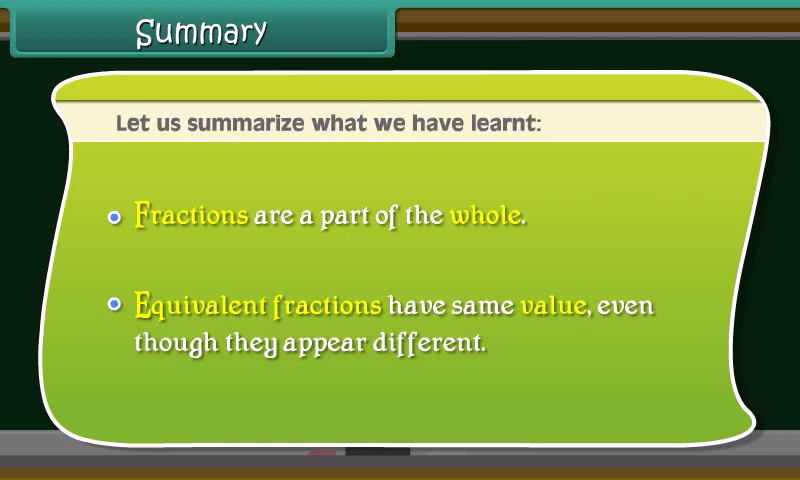 Summary
Let us summarize what we have learnt:
Fractions are a part of the whole.
Equivalent fractions have same value, even
though they appear different.